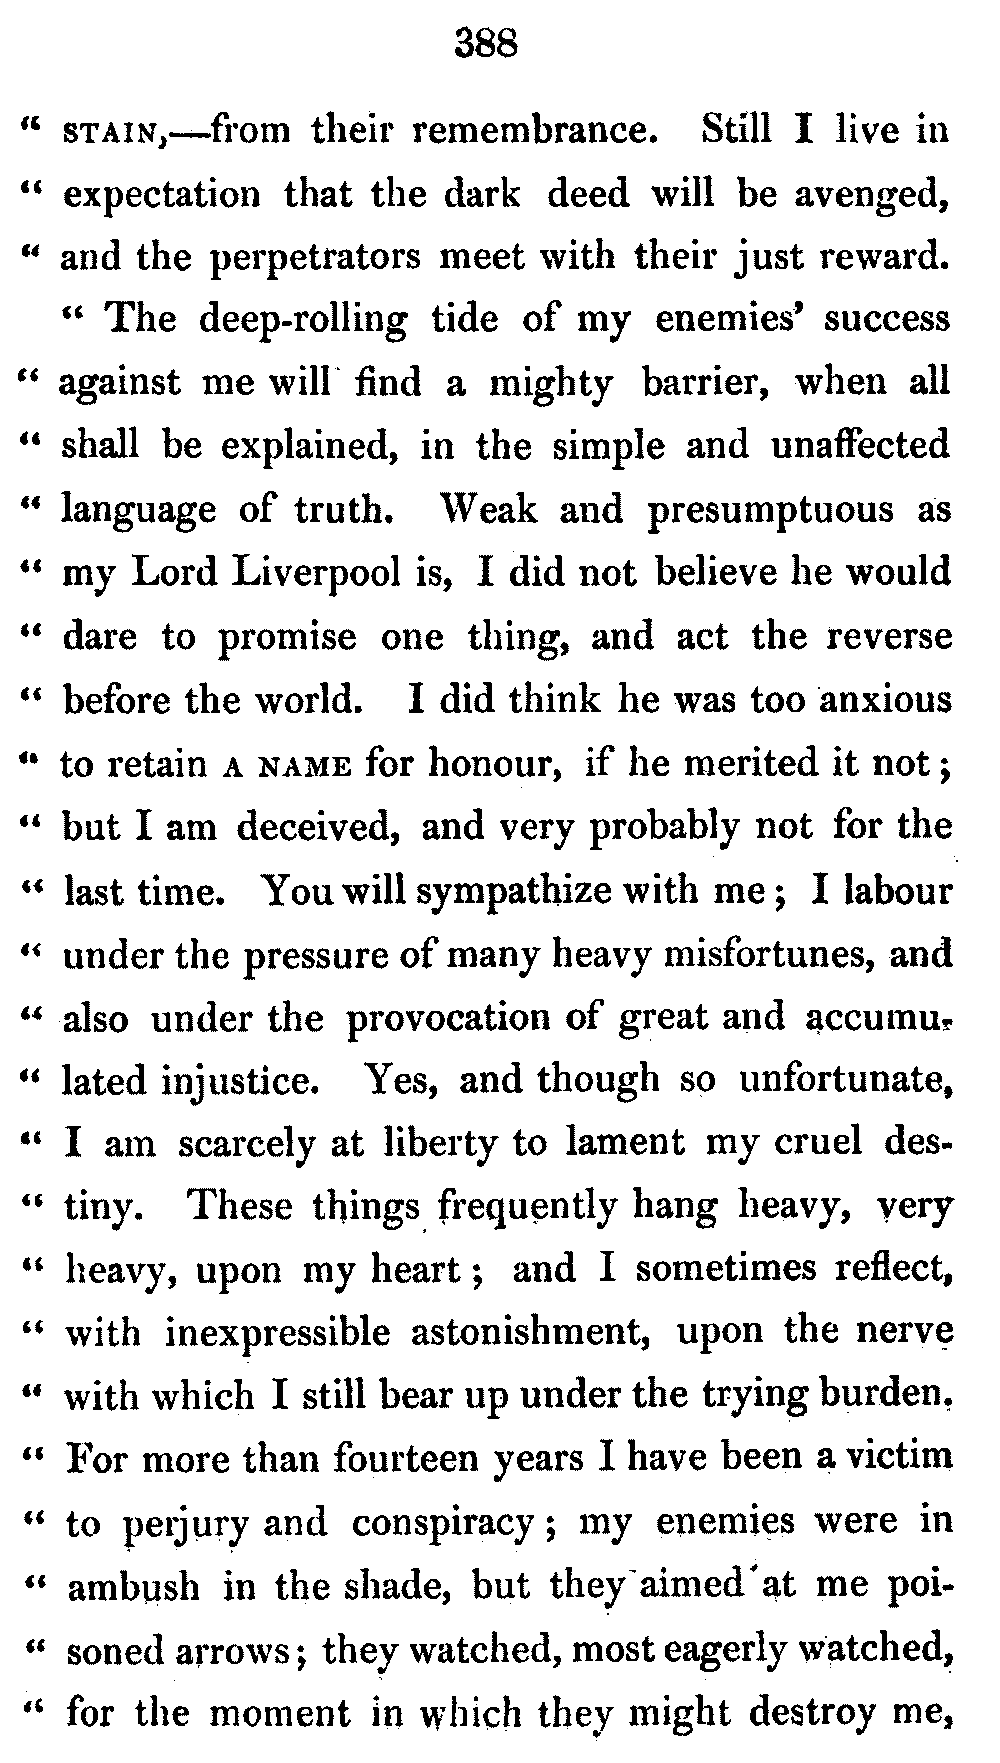 388
“ STAIN,—from their remembrance. Still I live in
“ expectation that the dark deed will be avenged,
“ and the perpetrators meet with their just reward.
“ The deep-rolling tide of my enemies’ success
“ against me will find a mighty barrier, when all
“ shall be explained, in the simple and unaffected
“ language of truth. Weak and presumptuous as
“ my Lord Liverpool is, I did not believe he would
“ dare to promise one thing, and act the reverse
“ before the world. I did think he was too anxious
“ to retain A NAME for honour, if he merited it not ;
“ but I am deceived, and very probably not for the
“ last time. You will sympathize with me ; I labour
“ under the pressure of many heavy misfortunes, and
“ also under the provocation of great and accumu-
“ lated injustice. Yes, and though so unfortunate,
“ I am scarcely at liberty to lament my cruel des-
“ tiny. These things frequently hang heavy, very
“ heavy, upon my heart ; and I sometimes reflect,
“ with inexpressible astonishment, upon the nerve
“ with which I still bear up under the trying burden.
“ For more than fourteen years I have been a victim
“ to perjury and conspiracy ; my enemies were in
“ ambush in the shade, but they aimed at me poi-
“ soned arrows ; they watched, most eagerly watched,
“ for the moment in which they might destroy me,